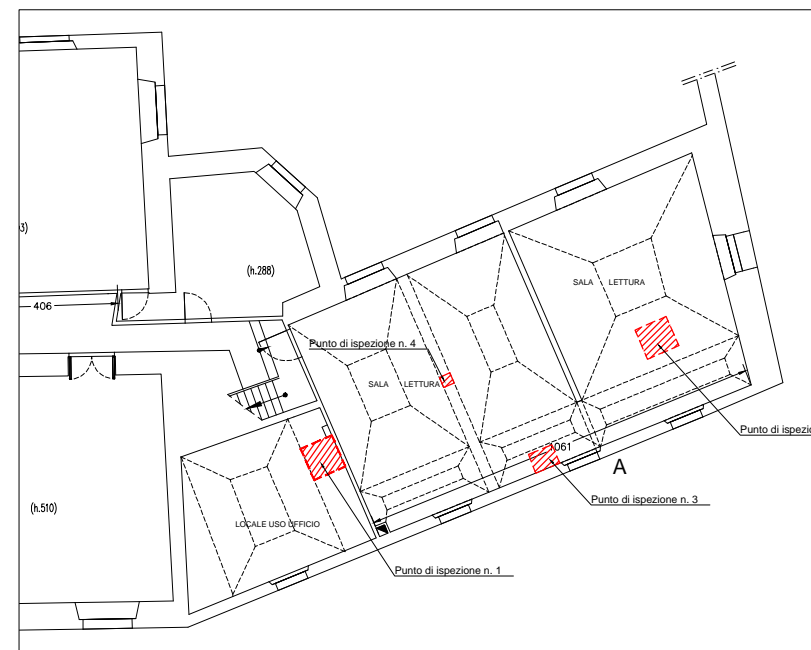 3)
(h.288)
SALA LETTURA
406
Punto di ispezione n. 4
SALA LETTURA
Punto di ispezio
1061
A
Punto di ispezione n. 3
(h.510)
LOCALE USO UFFICIO
Punto di ispezione n. 1